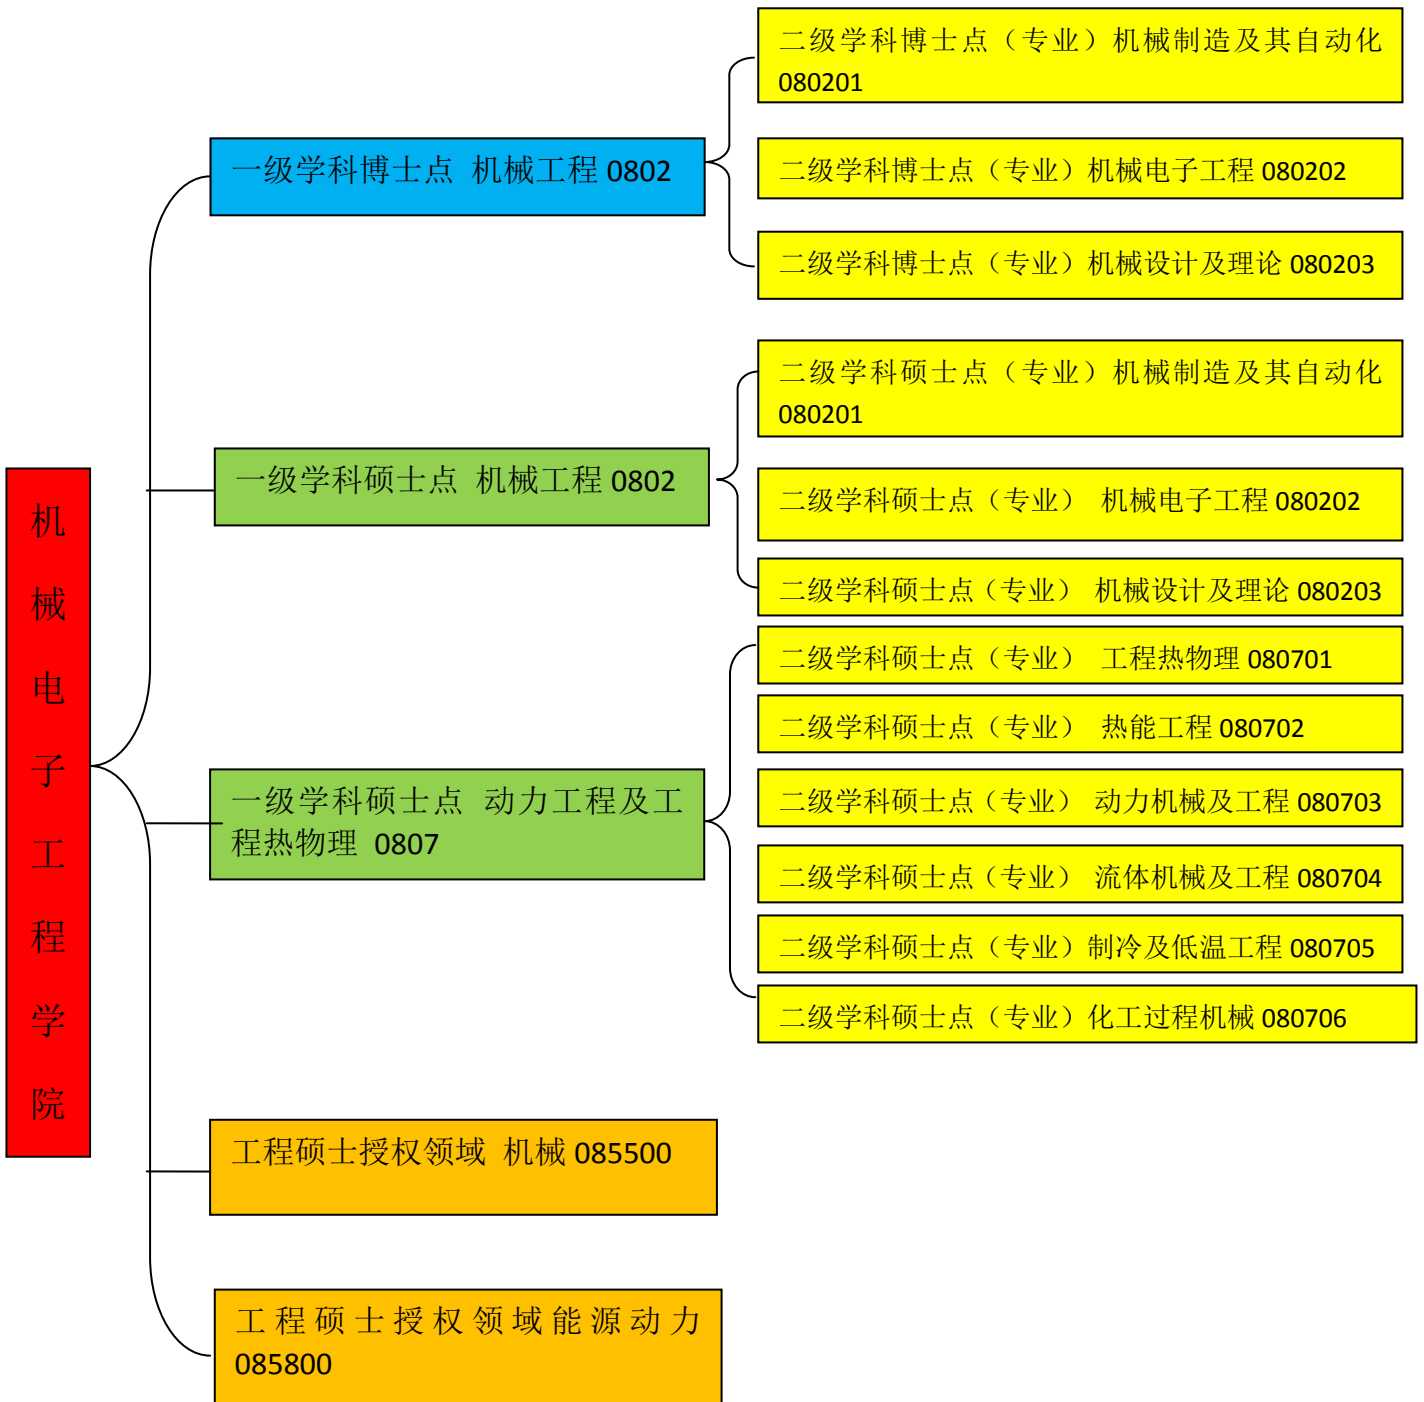 机械电子工程学院
一级学科博士点 机械工程 0802
二级学科博士点（专业）机械制造及其自动化
080201
二级学科博士点（专业）机械电子工程 080202
二级学科博士点（专业）机械设计及理论 080203
一级学科硕士点 机械工程 0802
二级学科硕士点（专业）机械制造及其自动化
080201
二级学科硕士点（专业） 机械电子工程 080202
二级学科硕士点（专业） 机械设计及理论 080203
一级学科硕士点 动力工程及工
程热物理 0807
二级学科硕士点（专业） 工程热物理 080701
二级学科硕士点（专业） 热能工程 080702
二级学科硕士点（专业） 动力机械及工程 080703
二级学科硕士点（专业） 流体机械及工程 080704
二级学科硕士点（专业）制冷及低温工程 080705
二级学科硕士点（专业）化工过程机械 080706
工程硕士授权领域 机械 085500
工程硕士授权领域能源动力
085800